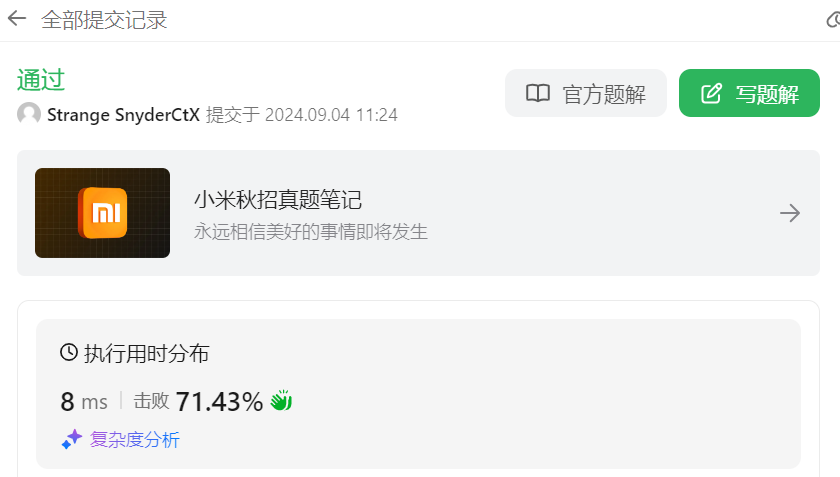 全部提交记录
通过
官方题解
写题解
Strange SnyderCtX 提交于 2024.09.04 11:24
小米秋招真题笔记
永远相信美好的事情即将发生
执行用时分布
8 ms 击败 71.43%
复杂度分析